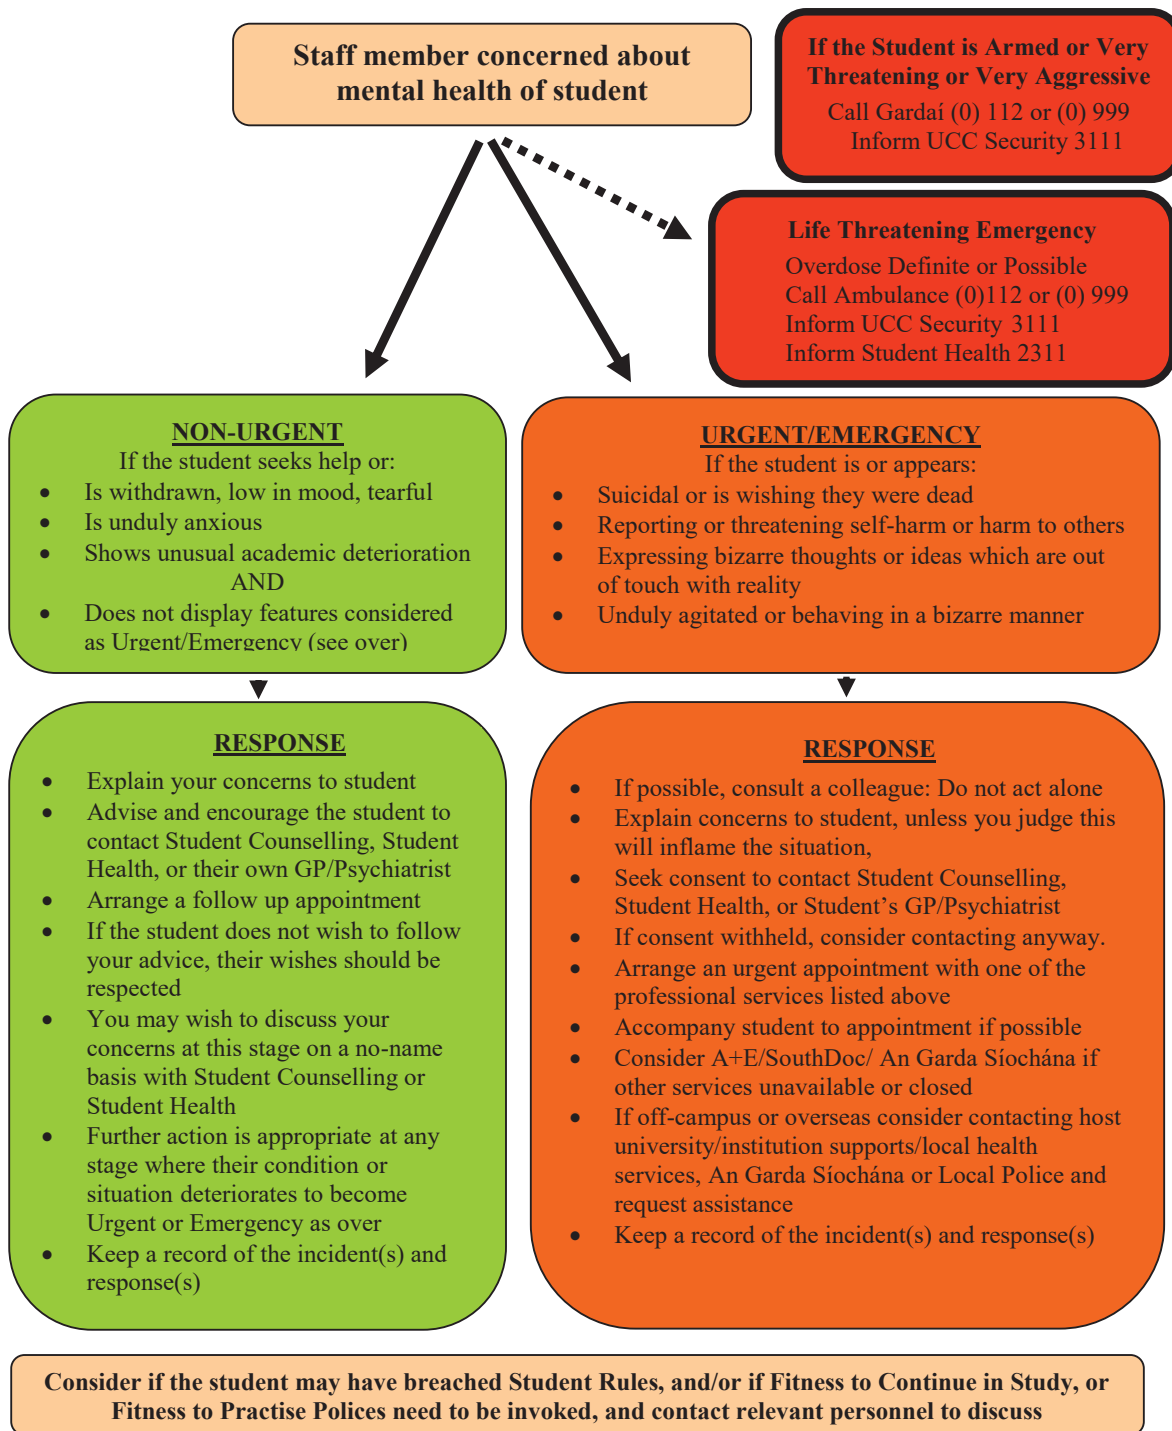 Staff member concerned about
mental health of student
If the Student is Armed or Very
Threatening or Very Aggressive
Call Gardaí (0) 112 or (0) 999
Inform UCC Security 3111
Life Threatening Emergency
Overdose Definite or Possible
Call Ambulance (0)112 or (0) 999
Inform UCC Security 3111
Inform Student Health 2311
NON-URGENT
If the student seeks help or:
• Is withdrawn, low in mood, tearful
• Is unduly anxious
• Shows unusual academic deterioration
AND
• Does not display features considered
as Urgent/Emergency (see over)
URGENT/EMERGENCY
If the student is or appears:
• Suicidal or is wishing they were dead
• Reporting or threatening self-harm or harm to others
• Expressing bizarre thoughts or ideas which are out
of touch with reality
• Unduly agitated or behaving in a bizarre manner
RESPONSE
• Explain your concerns to student
• Advise and encourage the student to
contact Student Counselling, Student
Health, or their own GP/Psychiatrist
• Arrange a follow up appointment
• If the student does not wish to follow
your advice, their wishes should be
respected
• You may wish to discuss your
concerns at this stage on a no-name
basis with Student Counselling or
Student Health
• Further action is appropriate at any
stage where their condition or
situation deteriorates to become
Urgent or Emergency as over
• Keep a record of the incident(s) and
response(s)
RESPONSE
• If possible, consult a colleague: Do not act alone
• Explain concerns to student, unless you judge this
will inflame the situation,
• Seek consent to contact Student Counselling,
Student Health, or Student’s GP/Psychiatrist
• If consent withheld, consider contacting anyway.
• Arrange an urgent appointment with one of the
professional services listed above
• Accompany student to appointment if possible
• Consider A+E/SouthDoc/ An Garda Síochána if
other services unavailable or closed
• If off-campus or overseas consider contacting host
university/institution supports/local health
services, An Garda Síochána or Local Police and
request assistance
• Keep a record of the incident(s) and response(s)
Consider if the student may have breached Student Rules, and/or if Fitness to Continue in Study, or
Fitness to Practise Polices need to be invoked, and contact relevant personnel to discuss